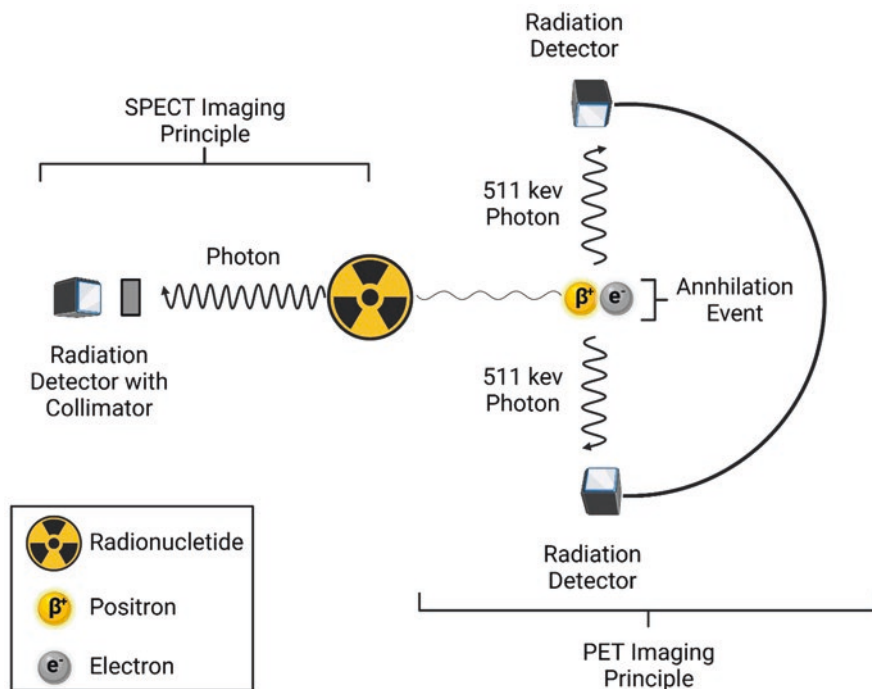 Radiation
Detector
SPECT Imaging
Principle
511 kev
Photon
Photon
β⁺
e⁻
Annhilation
Event
Radiation
Detector with
Collimator
511 kev
Photon
Radiation
Detector
Radionucletide
β⁺
Positron
e⁻
Electron
PET Imaging
Principle